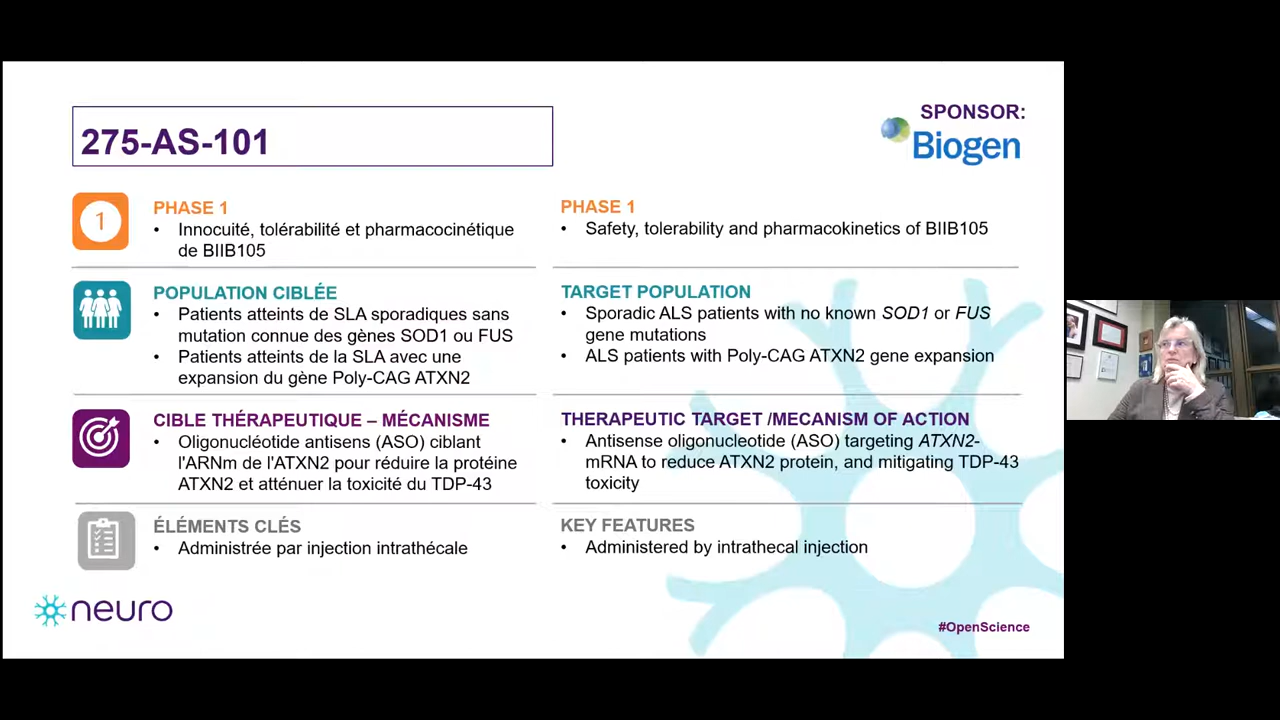 275-AS-101
SPONSOR:
Biogen
1
PHASE 1
• Innocuité, tolérabilité et pharmacocinétique
de BIIB105
POPULATION CIBLÉE
• Patients atteints de SLA sporadiques sans
mutation connue des gènes SOD1 ou FUS
• Patients atteints de la SLA avec une
expansion du gène Poly-CAG ATXN2
CIBLE THÉRAPEUTIQUE – MÉCANISME
• Oligonucléotide antisens (ASO) ciblant
l'ARNm de l'ATXN2 pour réduire la protéine
ATXN2 et atténuer la toxicité du TDP-43
ÉLÉMENTS CLÉS
• Administrée par injection intrathécale
PHASE 1
• Safety, tolerability and pharmacokinetics of BIIB105
TARGET POPULATION
• Sporadic ALS patients with no known SOD1 or FUS
gene mutations
• ALS patients with Poly-CAG ATXN2 gene expansion
THERAPEUTIC TARGET /MECANISM OF ACTION
• Antisense oligonucleotide (ASO) targeting ATXN2-
mRNA to reduce ATXN2 protein, and mitigating TDP-43
toxicity
KEY FEATURES
• Administered by intrathecal injection
neuro
#OpenScience